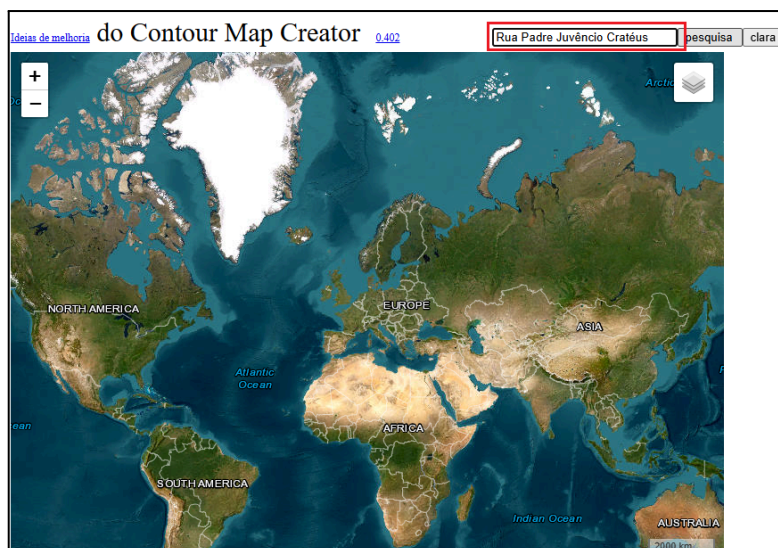 Ideias de melhoria do Contour Map Creator 0.402 Rua Padre Juvêncio Cratéus pesquisa clara
+
−
Arctic
NORTH AMERICA
EUROPE
ASIA
Atlantic
Ocean
ean
AFRICA
SOUTH AMERICA
Indian Ocean
AUSTRALIA
2000 km